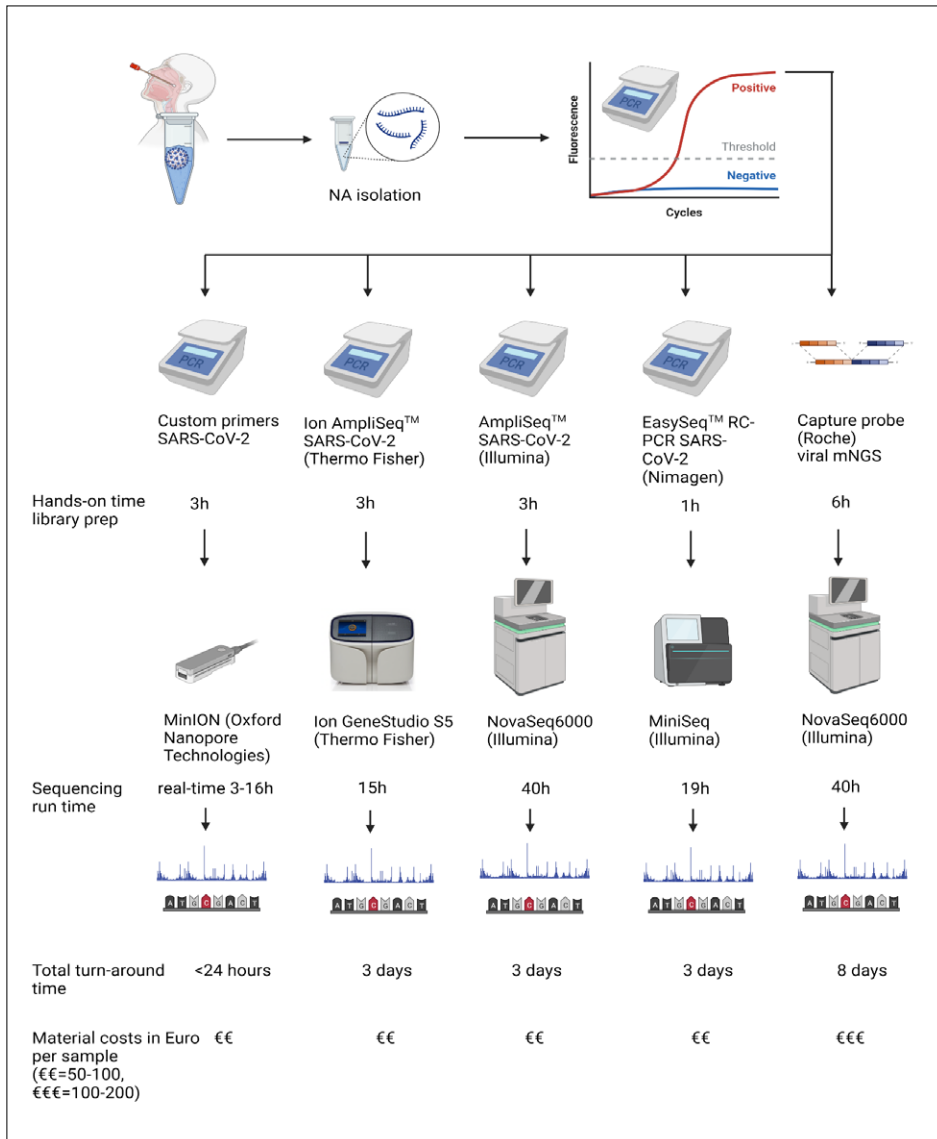 PCR
Fluorescence
Positive
Threshold
Negative
Cycles
NA isolation
PCR
PCR
PCR
PCR
Custom primers
SARS-CoV-2
Ion AmpliSeq™
SARS-CoV-2
(Thermo Fisher)
AmpliSeq™
SARS-CoV-2
(Illumina)
EasySeq™ RC-
PCR SARS-
CoV-2
(Nimagen)
Capture probe
(Roche)
viral mNGS
Hands-on time
library prep
3h
3h
3h
1h
6h
MinION (Oxford
Nanopore
Technologies)
Ion GeneStudio S5
(Thermo Fisher)
NovaSeq6000
(Illumina)
MiniSeq
(Illumina)
NovaSeq6000
(Illumina)
Sequencing
run time
real-time 3-16h
15h
40h
19h
40h
A T G C G A C T
A T G C G A C T
A T G C G A C T
A T G C G A C T
A T G C G A C T
Total turn-around
time
<24 hours
3 days
3 days
3 days
8 days
Material costs in Euro
per sample
(€€=50-100,
€€€=100-200)
€€
€€
€€
€€
€€€